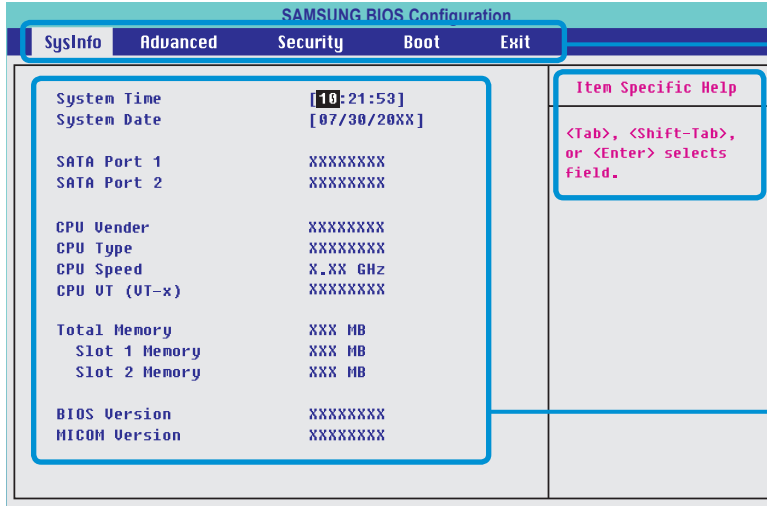 SAMSUNG BIOS Configuration
SysInfo Advanced Security Boot Exit
System Time [10:21:53]
System Date [07/30/20XX]
SATA Port 1 XXXXXXXX
SATA Port 2 XXXXXXXX
CPU Vender XXXXXXXX
CPU Type XXXXXXXX
CPU Speed X.XX GHz
CPU VT (VT-x) XXXXXXXX
Total Memory XXX MB
Slot 1 Memory XXX MB
Slot 2 Memory XXX MB
BIOS Version XXXXXXXX
MICOM Version XXXXXXXX
Item Specific Help
<Tab>, <Shift-Tab>,
or <Enter> selects
field.